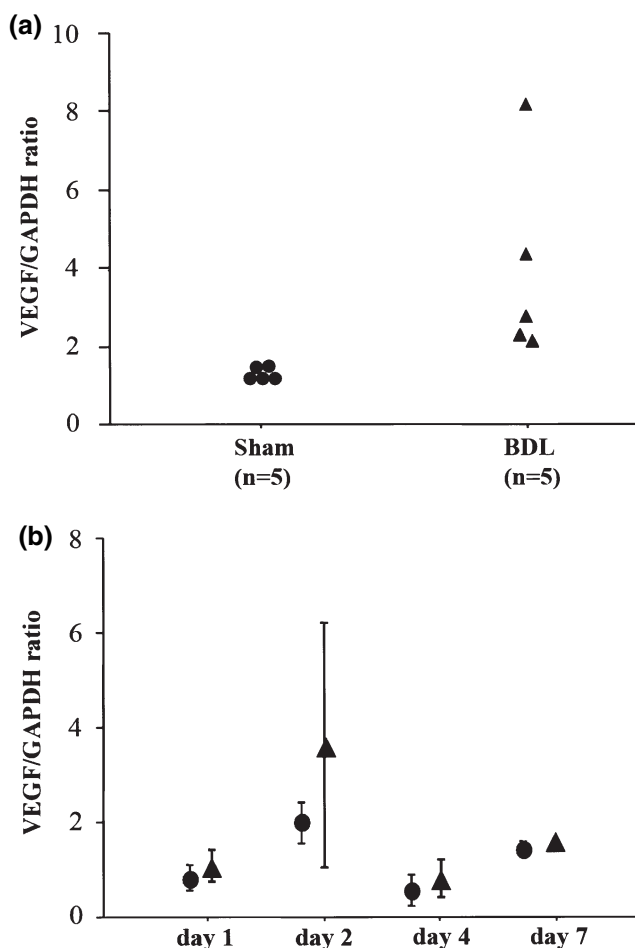 (a)
10
8
6
4
2
0
VEGF/GAPDH ratio
Sham
(n=5)
BDL
(n=5)
(b)
8
6
4
2
0
VEGF/GAPDH ratio
day 1
day 2
day 4
day 7